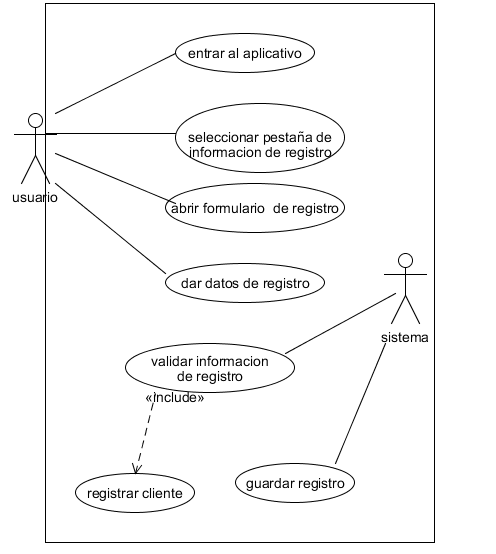 entrar al aplicativo
seleccionar pestaña de
informacion de registro
usuario
abrir formulario de registro
dar datos de registro
sistema
validar informacion
de registro
«include»
registrar cliente
guardar registro